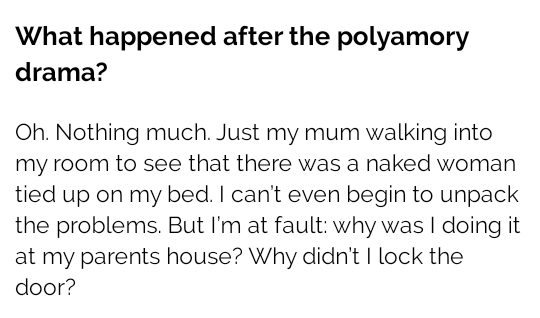 What happened after the polyamory
drama?
Oh. Nothing much. Just my mum walking into
my room to see that there was a naked woman
tied up on my bed. I can’t even begin to unpack
the problems. But I’m at fault: why was I doing it
at my parents house? Why didn’t I lock the
door?